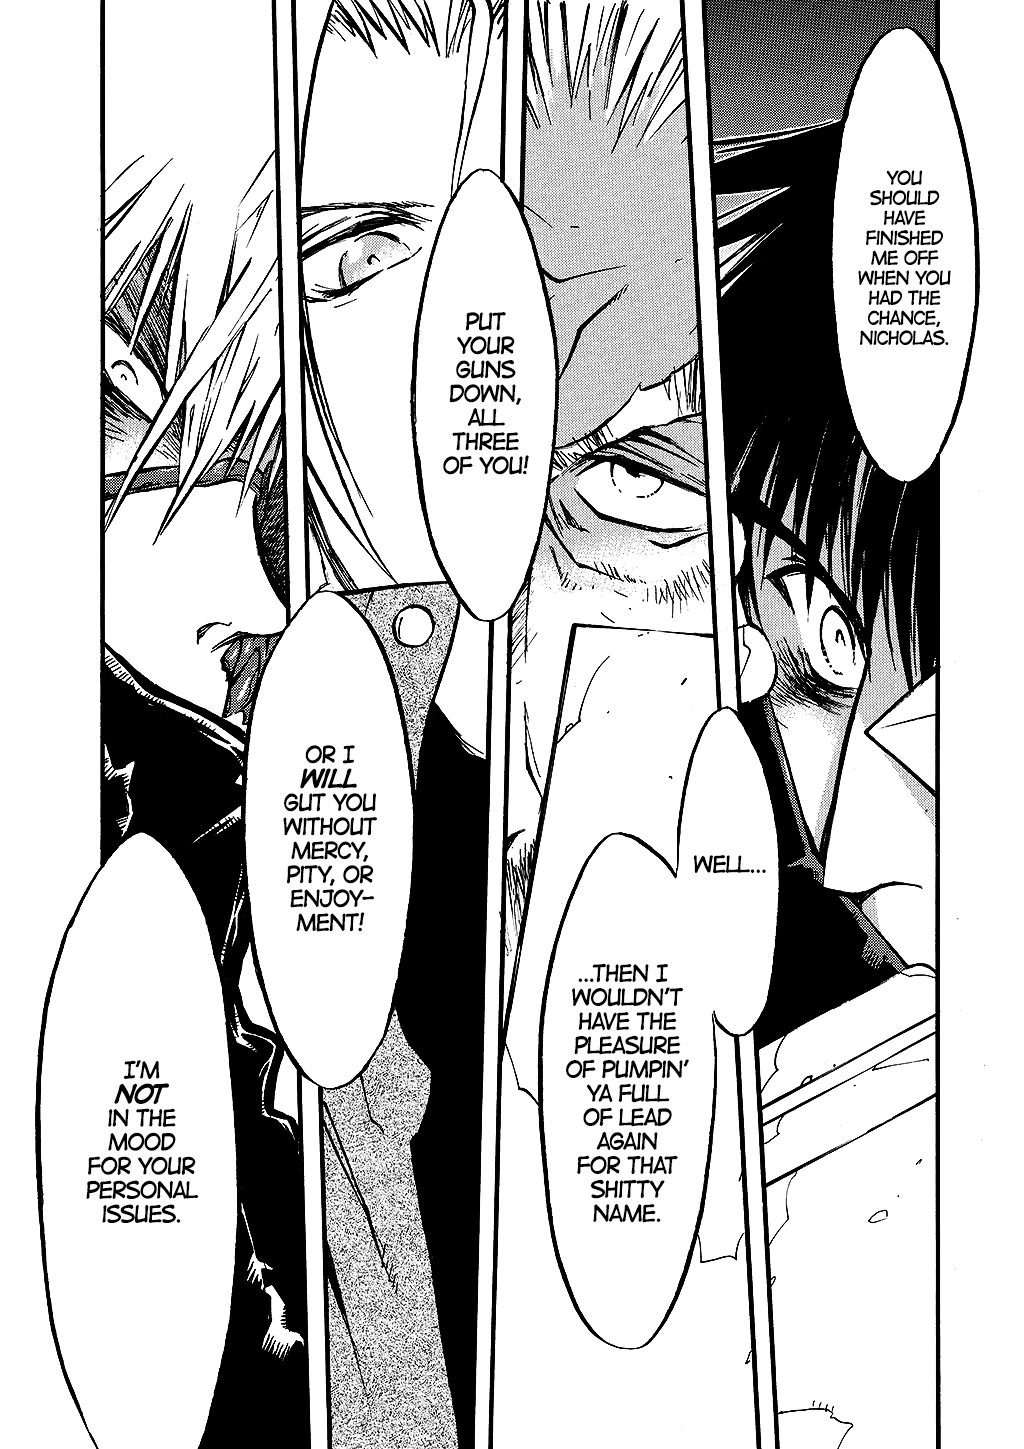 YOU
SHOULD
HAVE
FINISHED
ME OFF
WHEN YOU
HAD THE
CHANCE,
NICHOLAS.
WELL...
...THEN I
WOULDN'T
HAVE THE
PLEASURE
OF PUMPIN'
YA FULL
OF LEAD
AGAIN
FOR THAT
SHITTY
NAME.
PUT
YOUR
GUNS
DOWN,
ALL
THREE
OF YOU!
OR I
WILL
GUT YOU
WITHOUT
MERCY,
PITY, OR
ENJOY-
MENT!
I'M
NOT
IN THE
MOOD
FOR YOUR
PERSONAL
ISSUES.